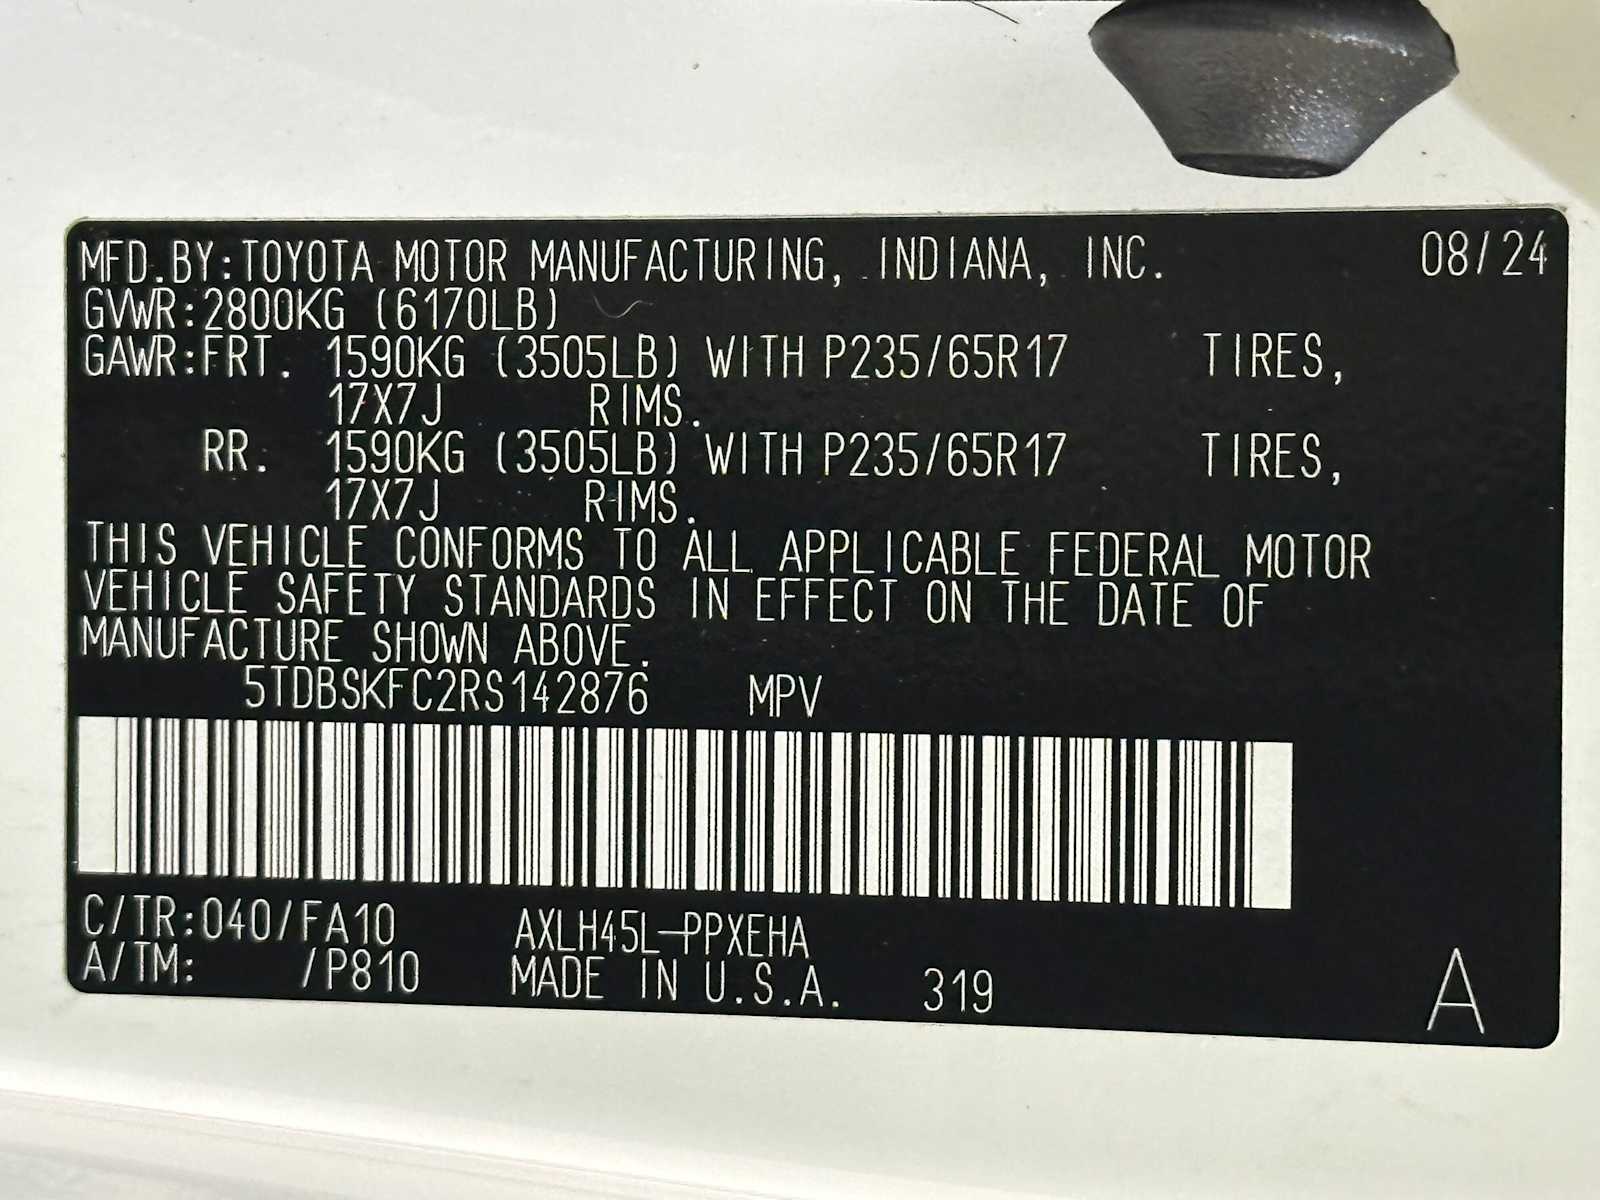 MFD.BY:TOYOTA MOTOR MANUFACTURING, INDIANA, INC. 08/24
GVWR:2800KG (6170LB)
GAWR:FRT. 1590KG (3505LB) WITH P235/65R17 TIRES,
17X7J RIMS.
RR. 1590KG (3505LB) WITH P235/65R17 TIRES,
17X7J RIMS.
THIS VEHICLE CONFORMS TO ALL APPLICABLE FEDERAL MOTOR
VEHICLE SAFETY STANDARDS IN EFFECT ON THE DATE OF
MANUFACTURE SHOWN ABOVE.
5TDBSKFC2RS142876 MPV
C/TR:040/FA10 AXLH45L-PPXEHA
A/TM: /P810 MADE IN U.S.A. 319 A